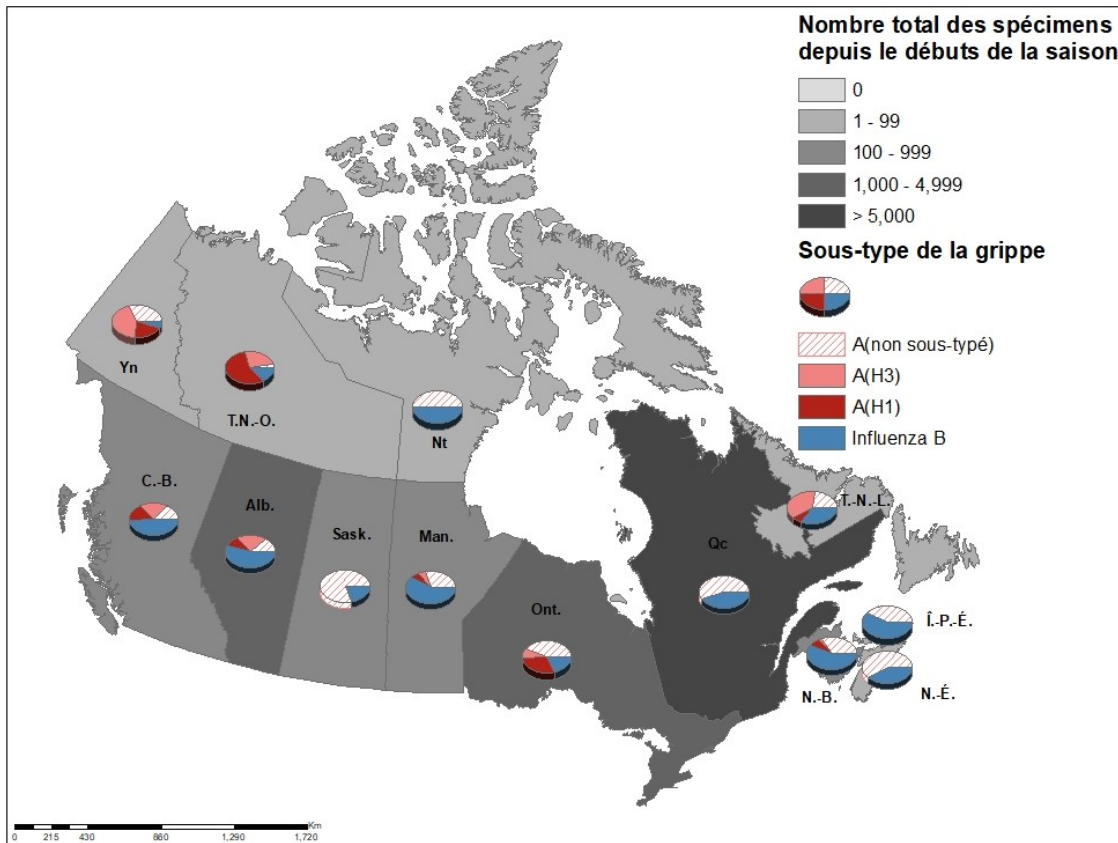 Nombre total des spécimens
depuis le débuts de la saison
0
1 - 99
100 - 999
1,000 - 4,999
> 5,000
Sous-type de la grippe
A(non sous-typé)
A(H3)
A(H1)
Influenza B
Yn
T.N.-O.
Nt
C.-B.
Alb.
Sask.
Man.
Ont.
Qc
T.-N.-L.
Î.-P.-É.
N.-B.
N.-É.
Km
0 215 430 860 1,290 1,720